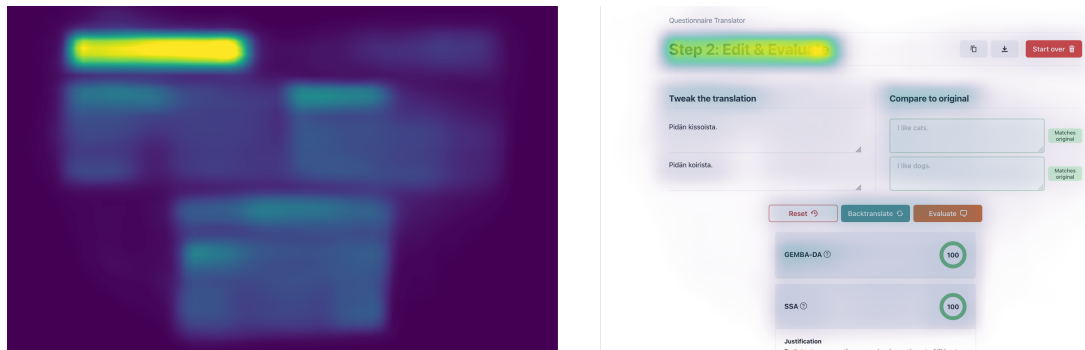 Questionnaire Translator
Step 2: Edit & Evaluate
Start over
Tweak the translation
Compare to original
Pidän kissoista.
I like cats.
Matches
original
Pidän koirista.
I like dogs.
Matches
original
Reset
Backtranslate
Evaluate
GEMBA-DA
100
SSA
100
Justification